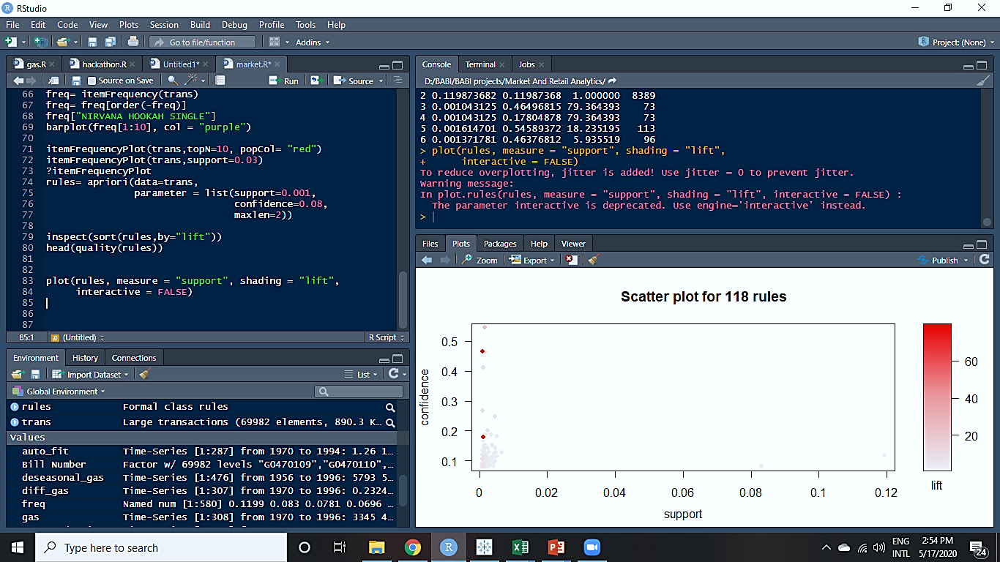 RStudio
File Edit Code View Plots Session Build Debug Profile Tools Help
Go to file/function Addins Project: (None)
gas.R hackathon.R Untitled1* market.R*
Source on Save Run Source
66 freq= itemFrequency(trans)
67 freq= freq[order(-freq)]
68 freq["NIRVANA HOOKAH SINGLE"]
69 barplot(freq[1:10], col = "purple")
70
71 itemFrequencyPlot(trans,topN=10, popCol= "red")
72 itemFrequencyPlot(trans,support=0.03)
73 ?itemFrequencyPlot
74 rules= apriori(data=trans,
75 parameter = list(support=0.001,
76 confidence=0.08,
77 maxlen=2))
78
79 inspect(sort(rules,by="lift"))
80 head(quality(rules))
81
82
83 plot(rules, measure = "support", shading = "lift",
84 interactive = FALSE)
85
86
87
85:1 # (Untitled) R Script
Environment History Connections
Import Dataset List
Global Environment
rules Formal class rules
trans Large transactions (69982 elements, 890.3 K…
Values
auto_fit Time-Series [1:287] from 1970 to 1994: 1.26 1…
Bill Number Factor w/ 69982 levels "G0470109","G0470110",…
deseasonal_gas Time-Series [1:476] from 1956 to 1996: 5793 5…
diff_gas Time-Series [1:307] from 1970 to 1996: 0.2324…
freq Named num [1:580] 0.1199 0.083 0.0781 0.0696 …
gas Time-Series [1:308] from 1970 to 1996: 3345 4…
Console Terminal Jobs
D:/BABI/BABI projects/Market And Retail Analytics/
2 0.119873682 0.11987368 1.000000 8389
3 0.001043125 0.46496815 79.364393 73
4 0.001043125 0.17804878 79.364393 73
5 0.001614701 0.54589372 18.235195 113
6 0.001371781 0.46376812 5.935519 96
> plot(rules, measure = "support", shading = "lift",
+ interactive = FALSE)
To reduce overplotting, jitter is added! Use jitter = 0 to prevent jitter.
Warning message:
In plot.rules(rules, measure = "support", shading = "lift", interactive = FALSE) :
The parameter interactive is deprecated. Use engine='interactive' instead.
>
Files Plots Packages Help Viewer
Zoom Export Publish
Scatter plot for 118 rules
confidence
0.5
0.4
0.3
0.2
0.1
0 0.02 0.04 0.06 0.08 0.1 0.12
support
60
40
20
lift
Type here to search
ENG
INTL
2:54 PM
5/17/2020
24